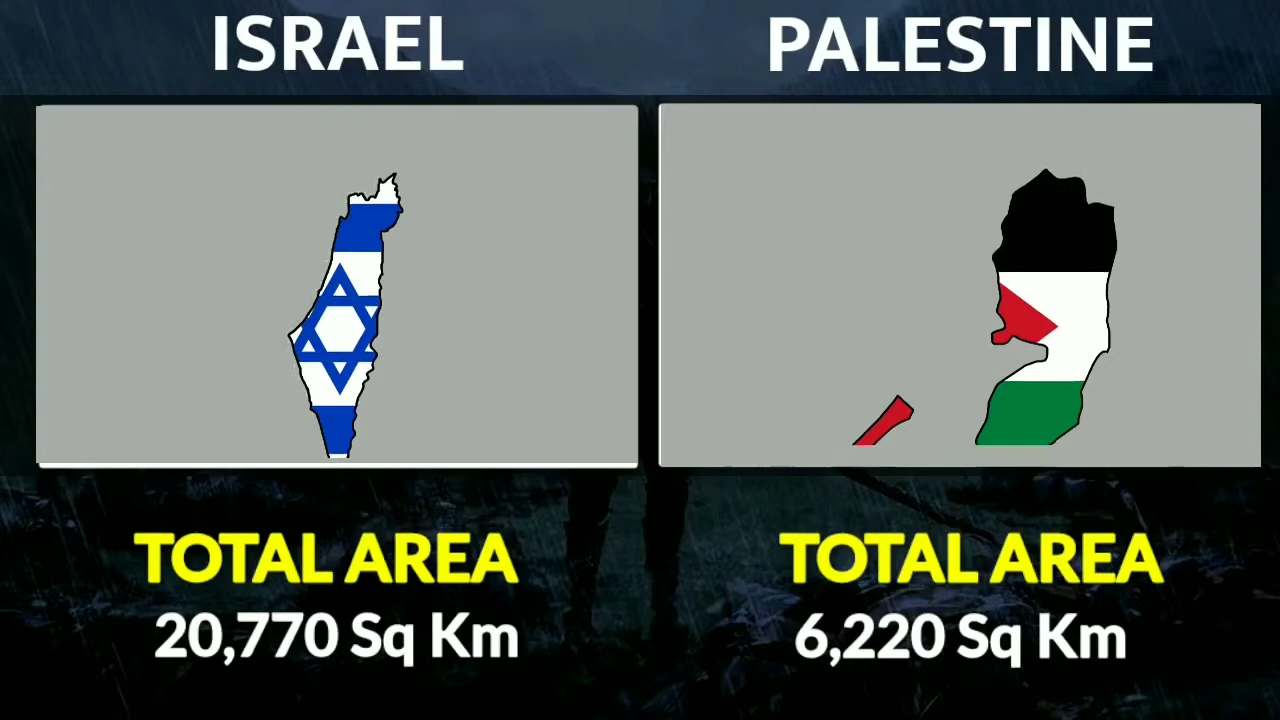 ISRAEL
PALESTINE
TOTAL AREA
20,770 Sq Km
TOTAL AREA
6,220 Sq Km